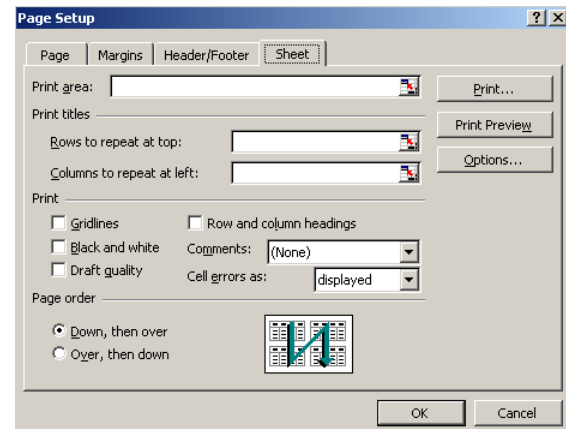 Page Setup
Page Margins Header/Footer Sheet
Print area: Print...
Print titles Print Preview
Rows to repeat at top:
Columns to repeat at left: Options...
Print
Gridlines Row and column headings
Black and white Comments: (None)
Draft quality Cell errors as: displayed
Page order
Down, then over
Over, then down
OK Cancel